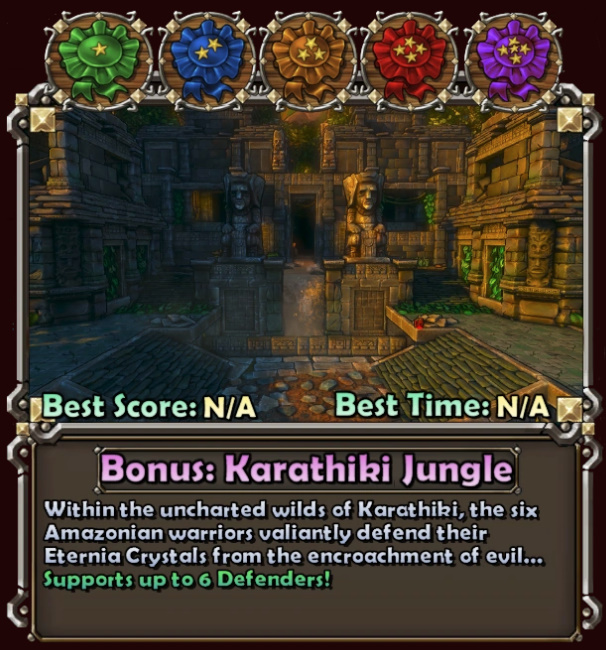 Best Score: N/A Best Time: N/A
Bonus: Karathiki Jungle
Within the uncharted wilds of Karathiki, the six
Amazonian warriors valiantly defend their
Eternia Crystals from the encroachment of evil...
Supports up to 6 Defenders!